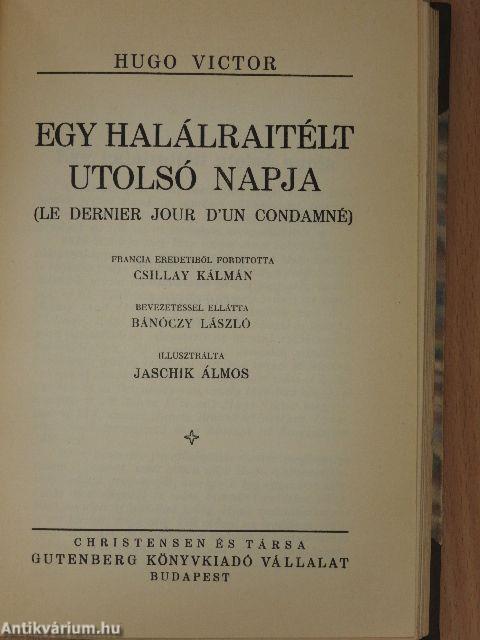 HUGO VICTOR
EGY HALÁLRAITÉLT
UTOLSÓ NAPJA
(LE DERNIER JOUR D'UN CONDAMNÉ)
FRANCIA EREDETIBŐL FORDITOTTA
CSILLAY KÁLMÁN
BEVEZETÉSSEL ELLÁTTA
BÁNÓCZY LÁSZLÓ
ILLUSZTRÁLTA
JASCHIK ÁLMOS
CHRISTENSEN ÉS TÁRSA
GUTENBERG KÖNYVKIADÓ VÁLLALAT
BUDAPEST
Antikvárium.hu